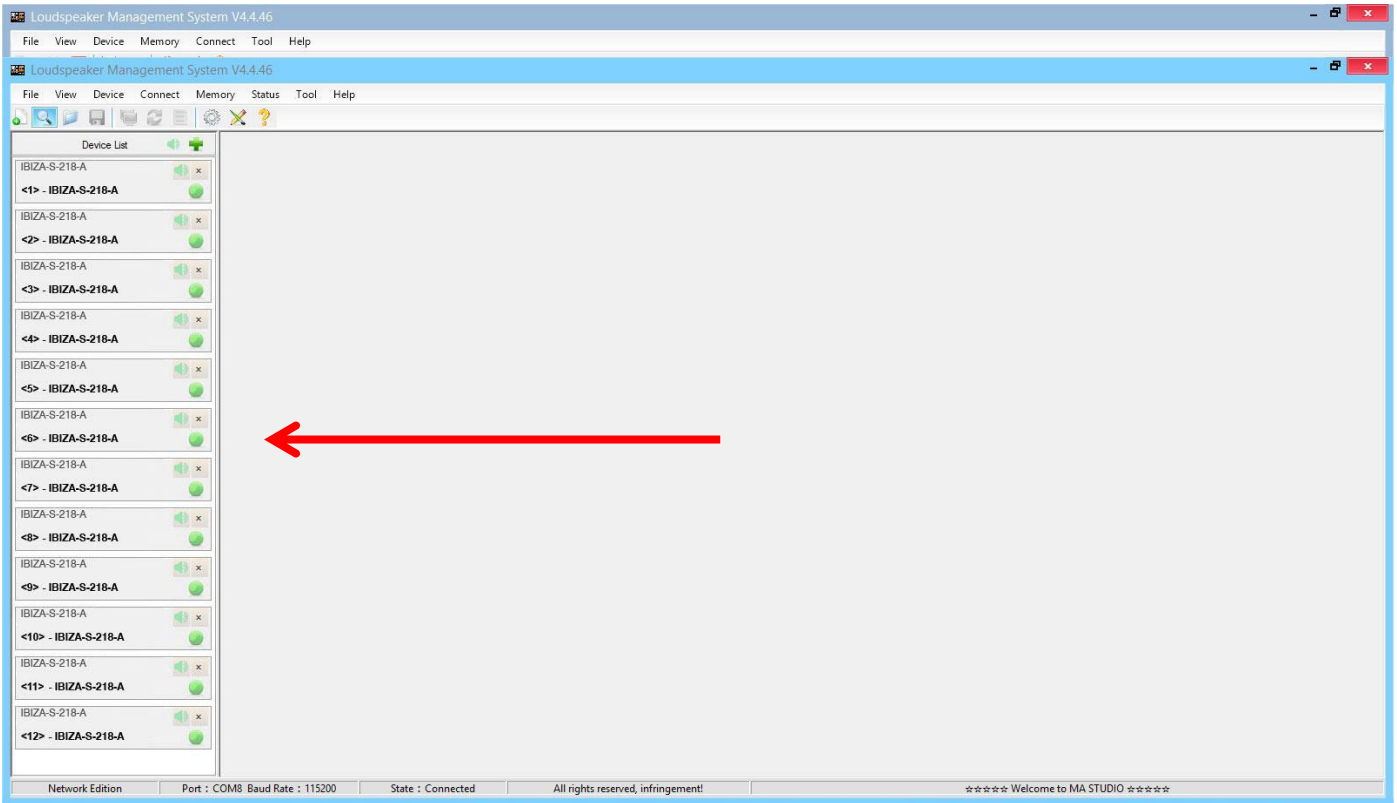 Loudspeaker Management System V4.4.46
File View Device Memory Connect Tool Help
Loudspeaker Management System V4.4.46
File View Device Connect Memory Status Tool Help
Device List
IBIZA-S-218-A
<1> - IBIZA-S-218-A
IBIZA-S-218-A
<2> - IBIZA-S-218-A
IBIZA-S-218-A
<3> - IBIZA-S-218-A
IBIZA-S-218-A
<4> - IBIZA-S-218-A
IBIZA-S-218-A
<5> - IBIZA-S-218-A
IBIZA-S-218-A
<6> - IBIZA-S-218-A
IBIZA-S-218-A
<7> - IBIZA-S-218-A
IBIZA-S-218-A
<8> - IBIZA-S-218-A
IBIZA-S-218-A
<9> - IBIZA-S-218-A
IBIZA-S-218-A
<10> - IBIZA-S-218-A
IBIZA-S-218-A
<11> - IBIZA-S-218-A
IBIZA-S-218-A
<12> - IBIZA-S-218-A
Network Edition Port : COM8 Baud Rate : 115200 State : Connected All rights reserved, infringement! ☆☆☆☆☆ Welcome to MA STUDIO ☆☆☆☆☆